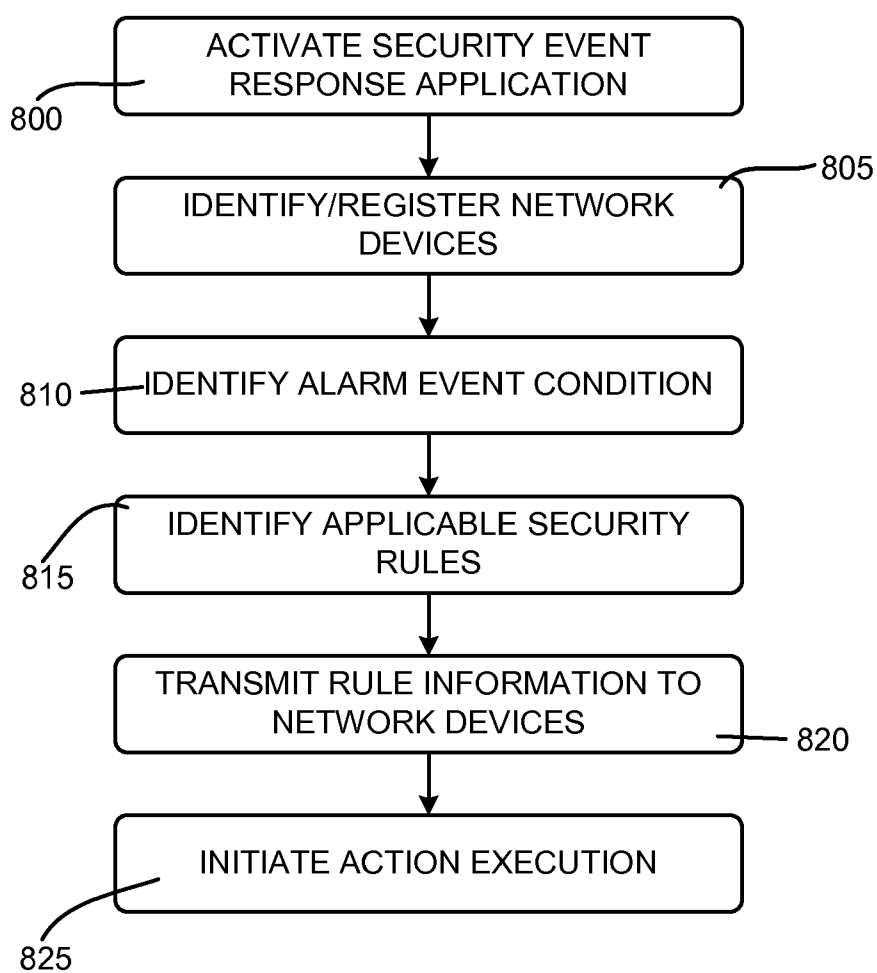 ACTIVATE SECURITY EVENT
RESPONSE APPLICATION
800
805
IDENTIFY/REGISTER NETWORK
DEVICES
810
IDENTIFY ALARM EVENT CONDITION
IDENTIFY APPLICABLE SECURITY
RULES
815
TRANSMIT RULE INFORMATION TO
NETWORK DEVICES
820
INITIATE ACTION EXECUTION
825